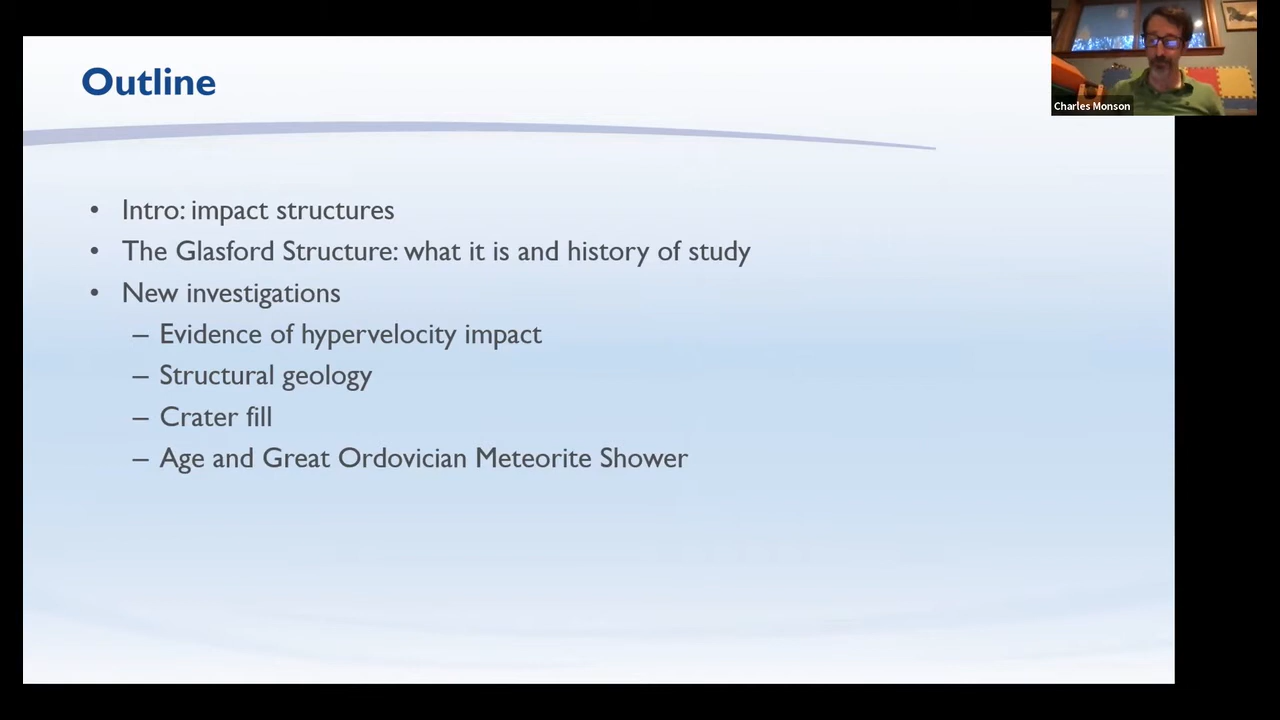 Outline
Charles Monson
• Intro: impact structures
• The Glasford Structure: what it is and history of study
• New investigations
– Evidence of hypervelocity impact
– Structural geology
– Crater fill
– Age and Great Ordovician Meteorite Shower